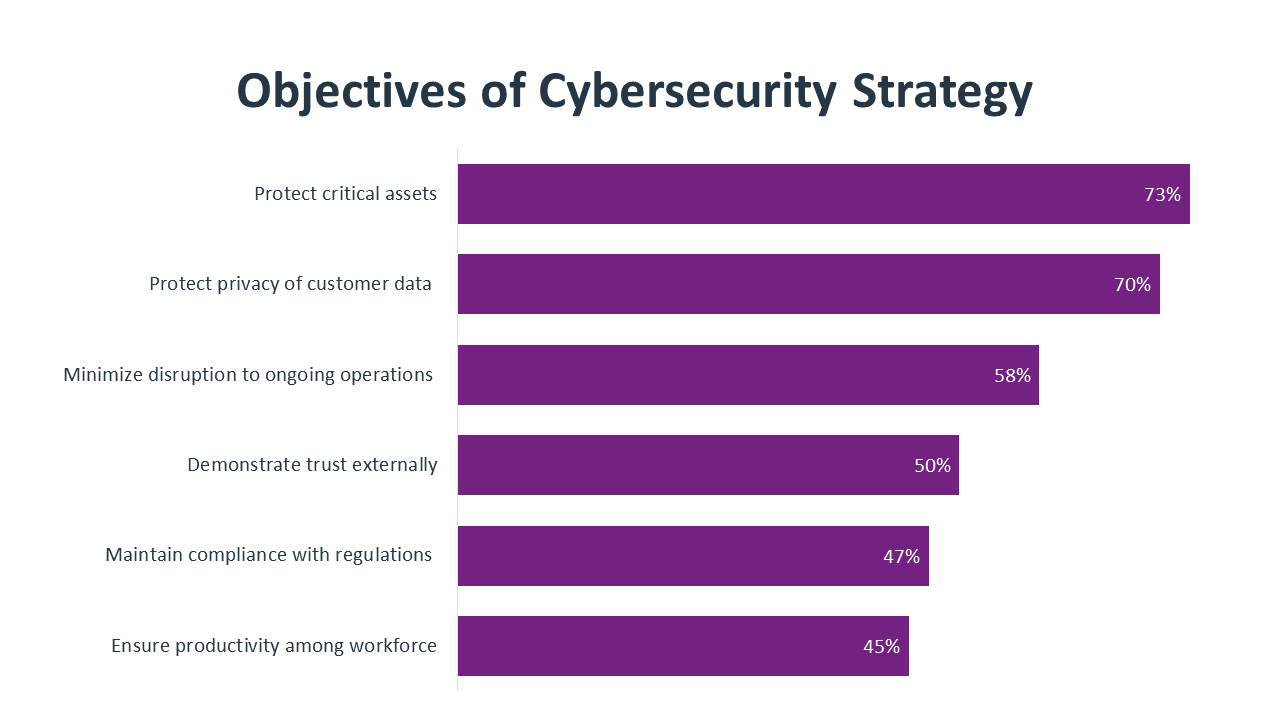 Objectives of Cybersecurity Strategy
Protect critical assets 73%
Protect privacy of customer data 70%
Minimize disruption to ongoing operations 58%
Demonstrate trust externally 50%
Maintain compliance with regulations 47%
Ensure productivity among workforce 45%